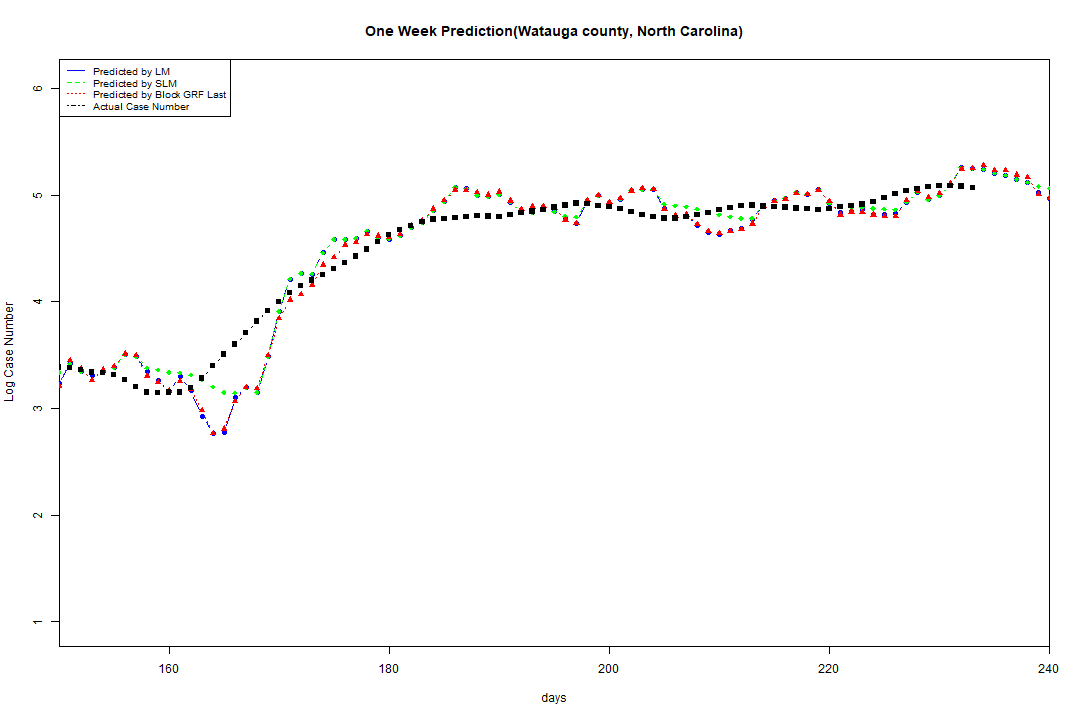 One Week Prediction(Watauga county, North Carolina)
Predicted by LM
Predicted by SLM
Predicted by Block GRF Last
Actual Case Number
6
5
4
3
2
1
Log Case Number
160 180 200 220 240
days